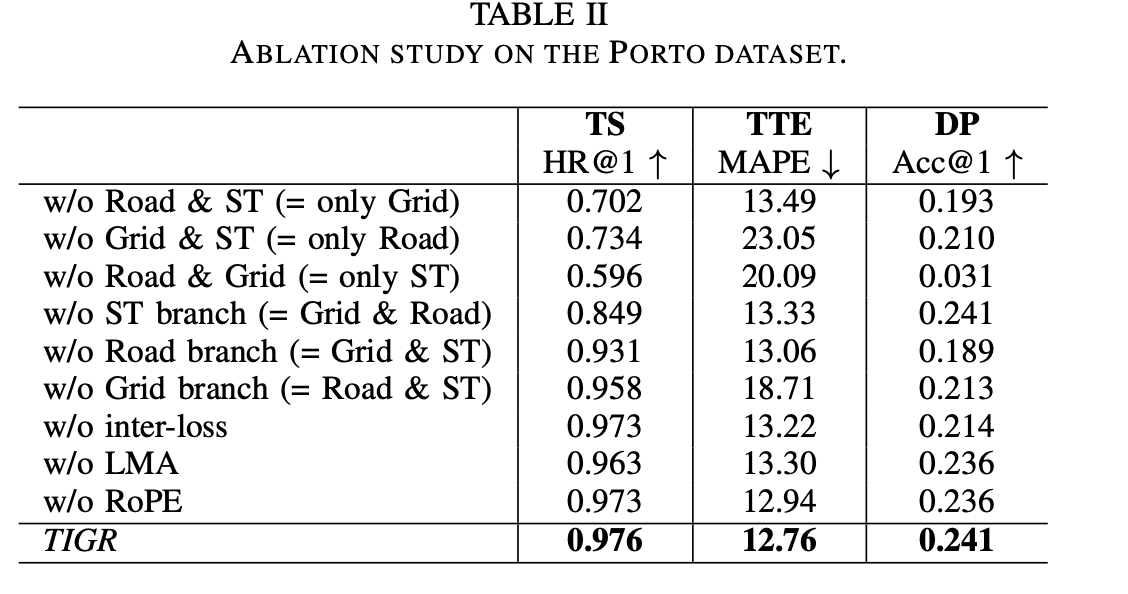 TABLE II
ABLATION STUDY ON THE PORTO DATASET.
TS TTE DP
HR@1 ↑ MAPE ↓ Acc@1 ↑
w/o Road & ST (= only Grid) 0.702 13.49 0.193
w/o Grid & ST (= only Road) 0.734 23.05 0.210
w/o Road & Grid (= only ST) 0.596 20.09 0.031
w/o ST branch (= Grid & Road) 0.849 13.33 0.241
w/o Road branch (= Grid & ST) 0.931 13.06 0.189
w/o Grid branch (= Road & ST) 0.958 18.71 0.213
w/o inter-loss 0.973 13.22 0.214
w/o LMA 0.963 13.30 0.236
w/o RoPE 0.973 12.94 0.236
TIGR 0.976 12.76 0.241